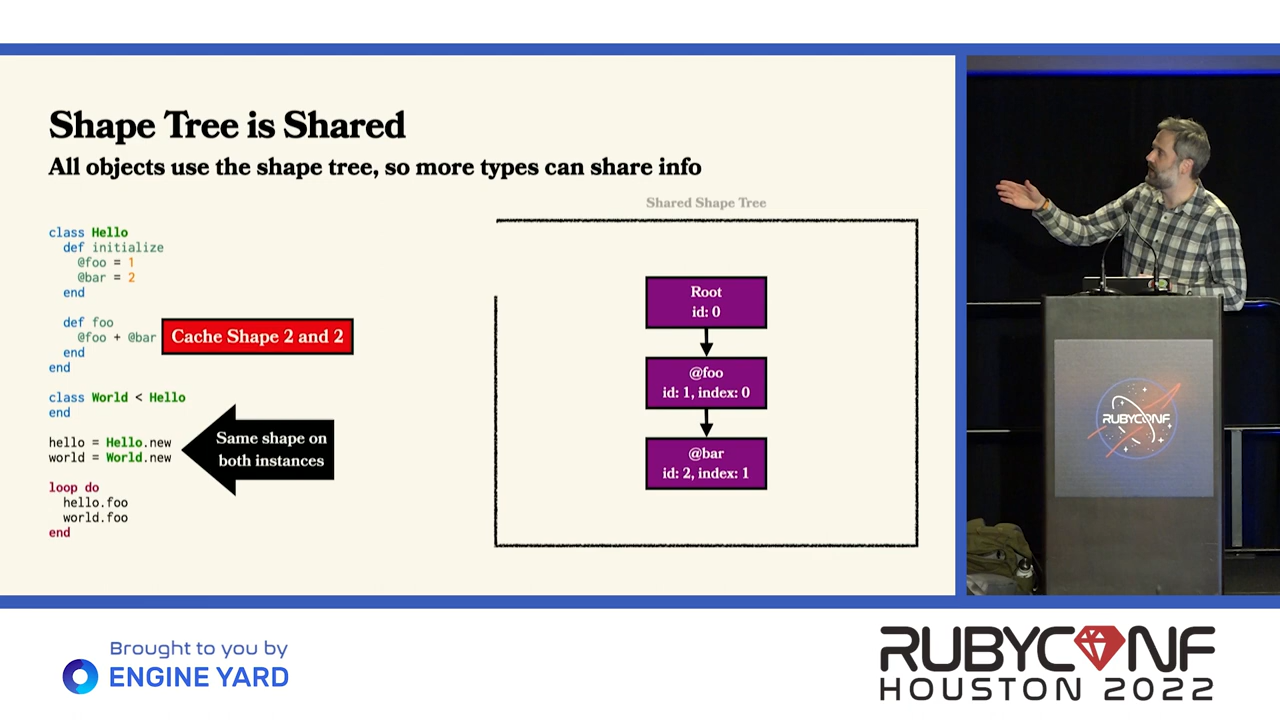 Shape Tree is Shared
All objects use the shape tree, so more types can share info
class Hello
def initialize
@foo = 1
@bar = 2
end
def foo
@foo + @bar
end
end
Cache Shape 2 and 2
class World < Hello
end
hello = Hello.new
world = World.new
Same shape on
both instances
loop do
hello.foo
world.foo
end
Shared Shape Tree
Root
id: 0
@foo
id: 1, index: 0
@bar
id: 2, index: 1
RUBYCONF
Brought to you by
ENGINE YARD
RUBYCONF
HOUSTON 2022